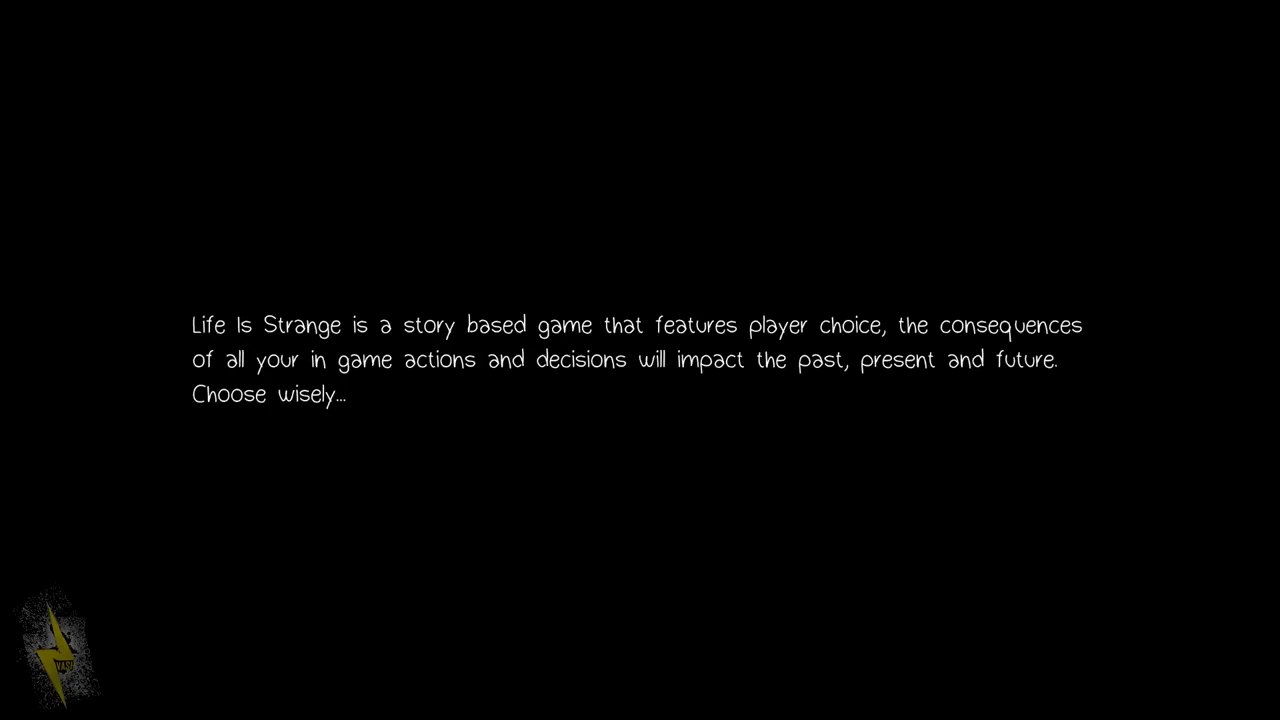 Life Is Strange is a story based game that features player choice, the consequences
of all your in game actions and decisions will impact the past, present and future.
Choose wisely...